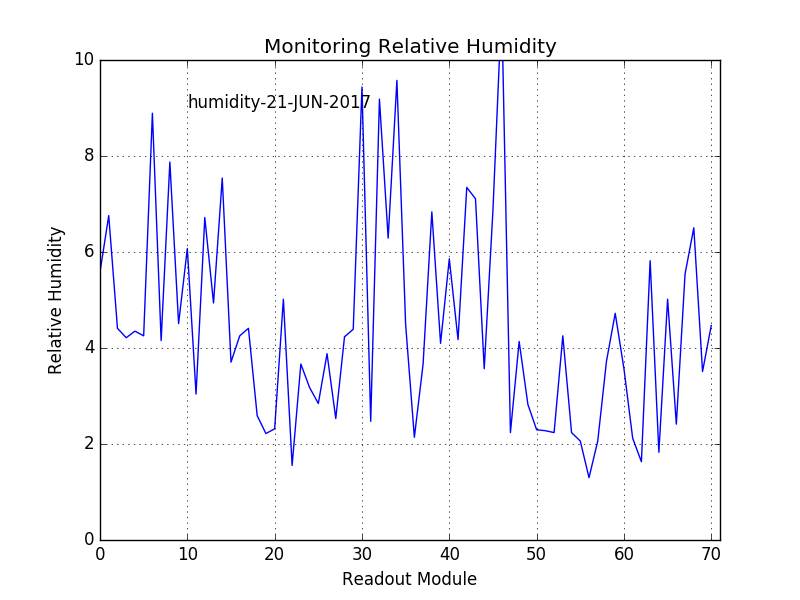 Monitoring Relative Humidity
10
humidity-21-JUN-2017
8
6
4
2
0
Relative Humidity
0 10 20 30 40 50 60 70
Readout Module